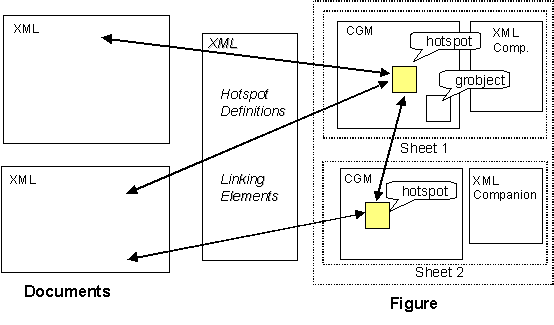 XML
XML
Documents
XML
Hotspot
Definitions
Linking
Elements
CGM
hotspot
grobject
XML
Comp.
Sheet 1
CGM
hotspot
XML
Companion
Sheet 2
Figure